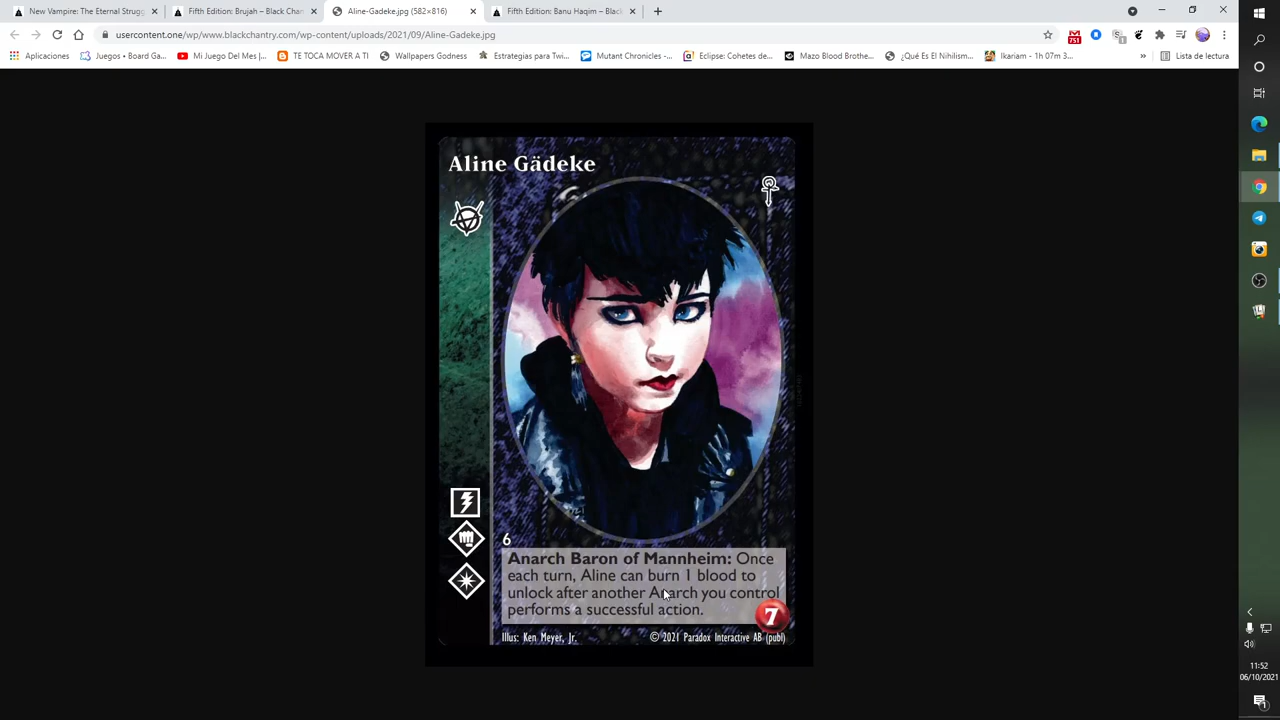 New Vampire: The Eternal Strugg
Fifth Edition: Brujah – Black Chan
Aline-Gadeke.jpg (582×816)
Fifth Edition: Banu Haqim – Black
usercontent.one/wp/www.blackchantry.com/wp-content/uploads/2021/09/Aline-Gadeke.jpg
751
1
Aplicaciones
Juegos • Board Ga...
Mi Juego Del Mes |...
TE TOCA MOVER A TI
Wallpapers Godness
Estrategias para Twi...
Mutant Chronicles -...
Eclipse: Cohetes de...
Mazo Blood Brothe...
¿Qué Es El Nihilism...
Ikariam - 1h 07m 3...
»
Lista de lectura
Aline Gädeke
6
Anarch Baron of Mannheim: Once
each turn, Aline can burn 1 blood to
unlock after another Anarch you control
performs a successful action.
7
Illus: Ken Meyer, Jr.
© 2021 Paradox Interactive AB (publ)
11:52
06/10/2021